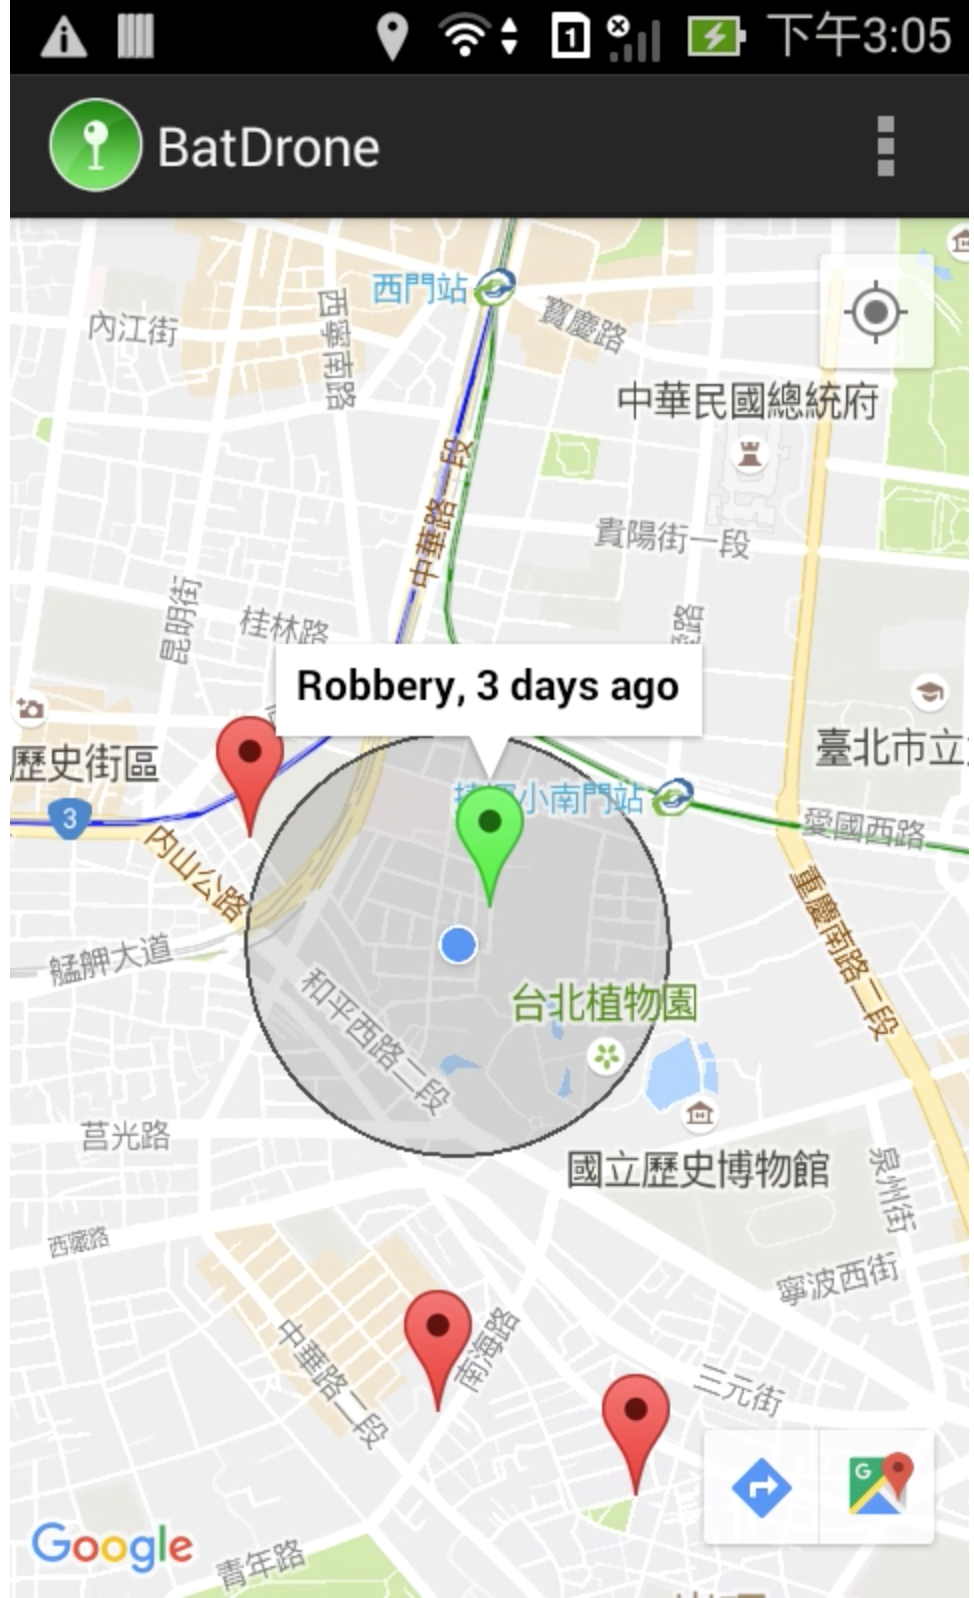 1
下午3:05
BatDrone
西門站
寶慶路
內江街
西寧南路
中華民國總統府
中華路一段
貴陽街一段
昆明街
桂林路
Robbery, 3 days ago
歷史街區
臺北市立
3
小南門站
愛國西路
內山公路
重慶南路二段
艋舺大道
和平西路二段
台北植物園
莒光路
國立歷史博物館
泉州街
西藏路
寧波西街
中華路二段
南海路
三元街
G
Google
青年路